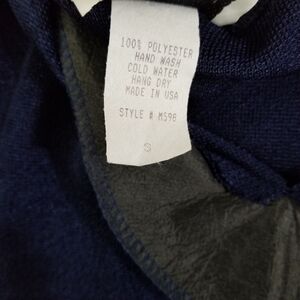 100% POLYESTER
HAND WASH
COLD WATER
HANG DRY
MADE IN USA
STYLE # M598
S